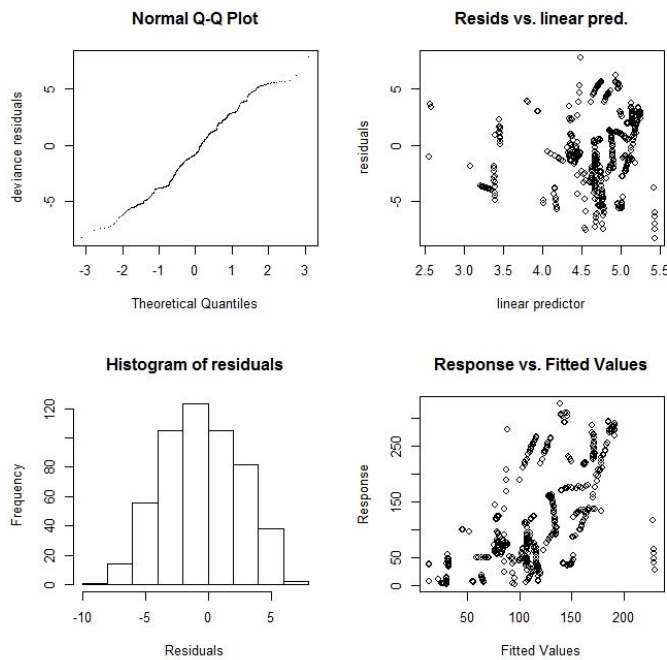 Normal Q-Q Plot
deviance residuals
5
0
-5
-3 -2 -1 0 1 2 3
Theoretical Quantiles
Resids vs. linear pred.
residuals
5
0
-5
2.5 3.0 3.5 4.0 4.5 5.0 5.5
linear predictor
Histogram of residuals
Frequency
120
80
60
40
20
0
-10 -5 0 5
Residuals
Response vs. Fitted Values
Response
250
150
50
0
50 100 150 200
Fitted Values